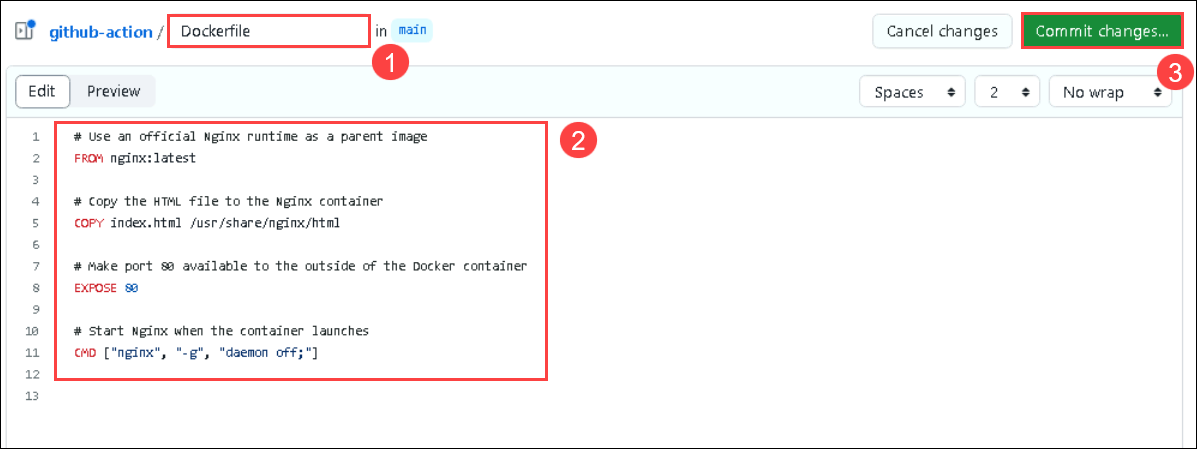 github-action / Dockerfile in main Cancel changes Commit changes...
1 3
Edit Preview Spaces 2 No wrap
2
1 # Use an official Nginx runtime as a parent image
2 FROM nginx:latest
3
4 # Copy the HTML file to the Nginx container
5 COPY index.html /usr/share/nginx/html
6
7 # Make port 80 available to the outside of the Docker container
8 EXPOSE 80
9
10 # Start Nginx when the container launches
11 CMD ["nginx", "-g", "daemon off;"]
12
13